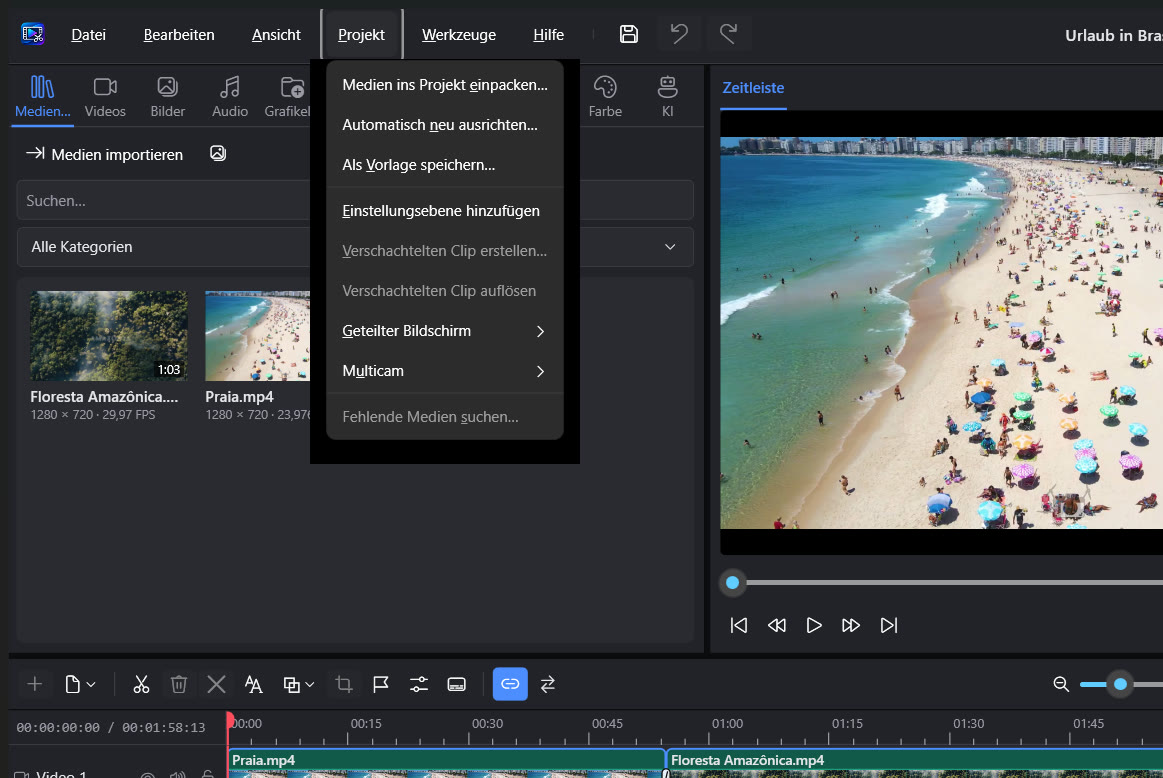 Datei Bearbeiten Ansicht Projekt Werkzeuge Hilfe
Medien... Videos Bilder Audio Farbe KI
Medien importieren
Suchen...
Alle Kategorien
1:03
Floresta Amazônica.... Praia.mp4
1280 × 720 · 29,97 FPS 1280 × 720 ·
Medien ins Projekt einpacken...
Automatisch neu ausrichten...
Als Vorlage speichern...
Einstellungsebene hinzufügen
Verschachtelten Clip erstellen...
Verschachtelten Clip auflösen
Geteilter Bildschirm
Multicam
Fehlende Medien suchen...
Urlaub in
Zeitleiste
00:00:00:00 / 00:01:58:13
00:00 00:15 00:30 00:45 01:00 01:15 01:30 01:45
Video 1
Praia.mp4 Floresta Amazônica.mp4